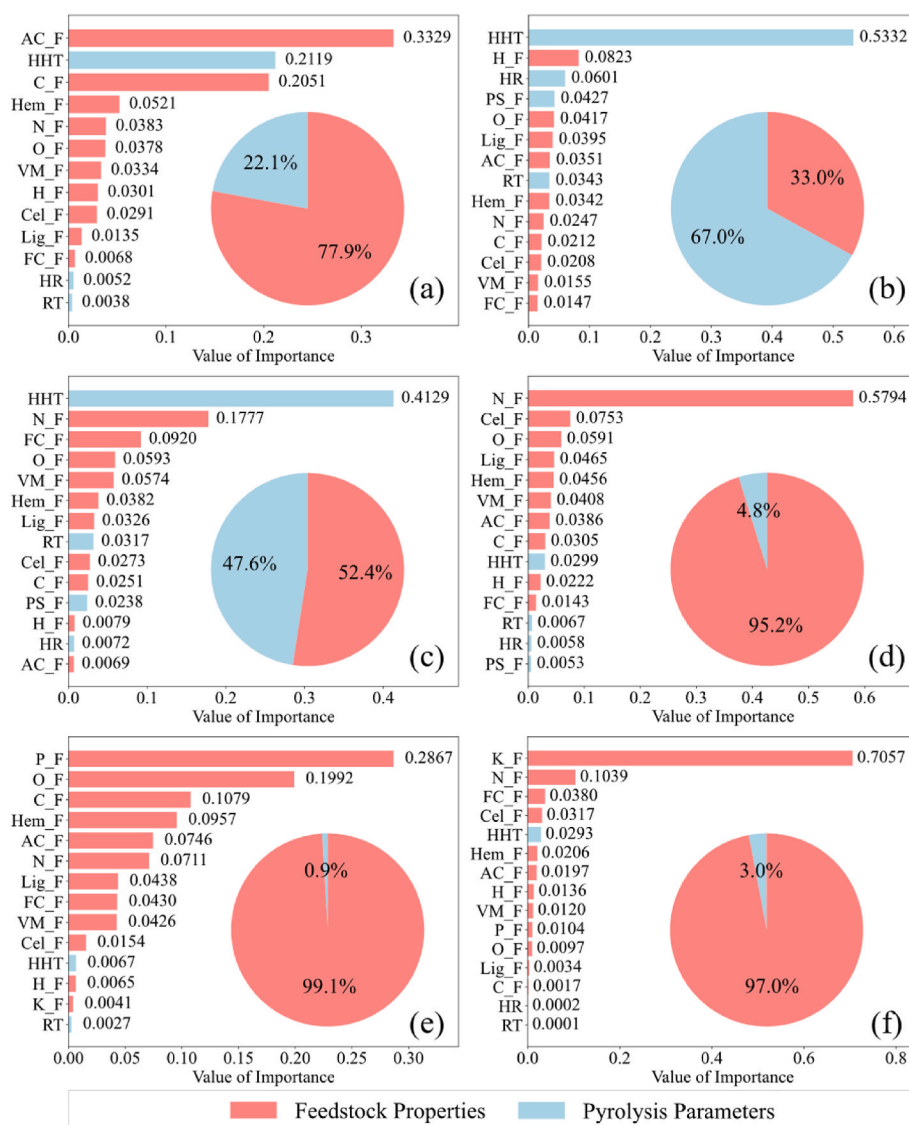 AC_F 0.3329
HHT 0.2119
C_F 0.2051
Hem_F 0.0521
N_F 0.0383
O_F 0.0378
VM_F 0.0334
H_F 0.0301
Cel_F 0.0291
Lig_F 0.0135
FC_F 0.0068
HR 0.0052
RT 0.0038
22.1%
77.9%
(a)
0.0 0.1 0.2 0.3
Value of Importance
HHT 0.5332
H_F 0.0823
HR 0.0601
PS_F 0.0427
O_F 0.0417
Lig_F 0.0395
AC_F 0.0351
RT 0.0343
Hem_F 0.0342
N_F 0.0247
C_F 0.0212
Cel_F 0.0208
VM_F 0.0155
FC_F 0.0147
33.0%
67.0%
(b)
0.0 0.1 0.2 0.3 0.4 0.5 0.6
Value of Importance
HHT 0.4129
N_F 0.1777
FC_F 0.0920
O_F 0.0593
VM_F 0.0574
Hem_F 0.0382
Lig_F 0.0326
RT 0.0317
Cel_F 0.0273
C_F 0.0251
PS_F 0.0238
H_F 0.0079
HR 0.0072
AC_F 0.0069
47.6%
52.4%
(c)
0.0 0.1 0.2 0.3 0.4
Value of Importance
N_F 0.5794
Cel_F 0.0753
O_F 0.0591
Lig_F 0.0465
Hem_F 0.0456
VM_F 0.0408
AC_F 0.0386
C_F 0.0305
HHT 0.0299
H_F 0.0222
FC_F 0.0143
RT 0.0067
HR 0.0058
PS_F 0.0053
4.8%
95.2%
(d)
0.0 0.1 0.2 0.3 0.4 0.5 0.6
Value of Importance
P_F 0.2867
O_F 0.1992
C_F 0.1079
Hem_F 0.0957
AC_F 0.0746
N_F 0.0711
Lig_F 0.0438
FC_F 0.0430
VM_F 0.0426
Cel_F 0.0154
HHT 0.0067
H_F 0.0065
K_F 0.0041
RT 0.0027
0.9%
99.1%
(e)
0.00 0.05 0.10 0.15 0.20 0.25 0.30
Value of Importance
K_F 0.7057
N_F 0.1039
FC_F 0.0380
Cel_F 0.0317
HHT 0.0293
Hem_F 0.0206
AC_F 0.0197
H_F 0.0136
VM_F 0.0120
P_F 0.0104
O_F 0.0097
Lig_F 0.0034
C_F 0.0017
HR 0.0002
RT 0.0001
3.0%
97.0%
(f)
0.0 0.2 0.4 0.6 0.8
Value of Importance
Feedstock Properties Pyrolysis Parameters